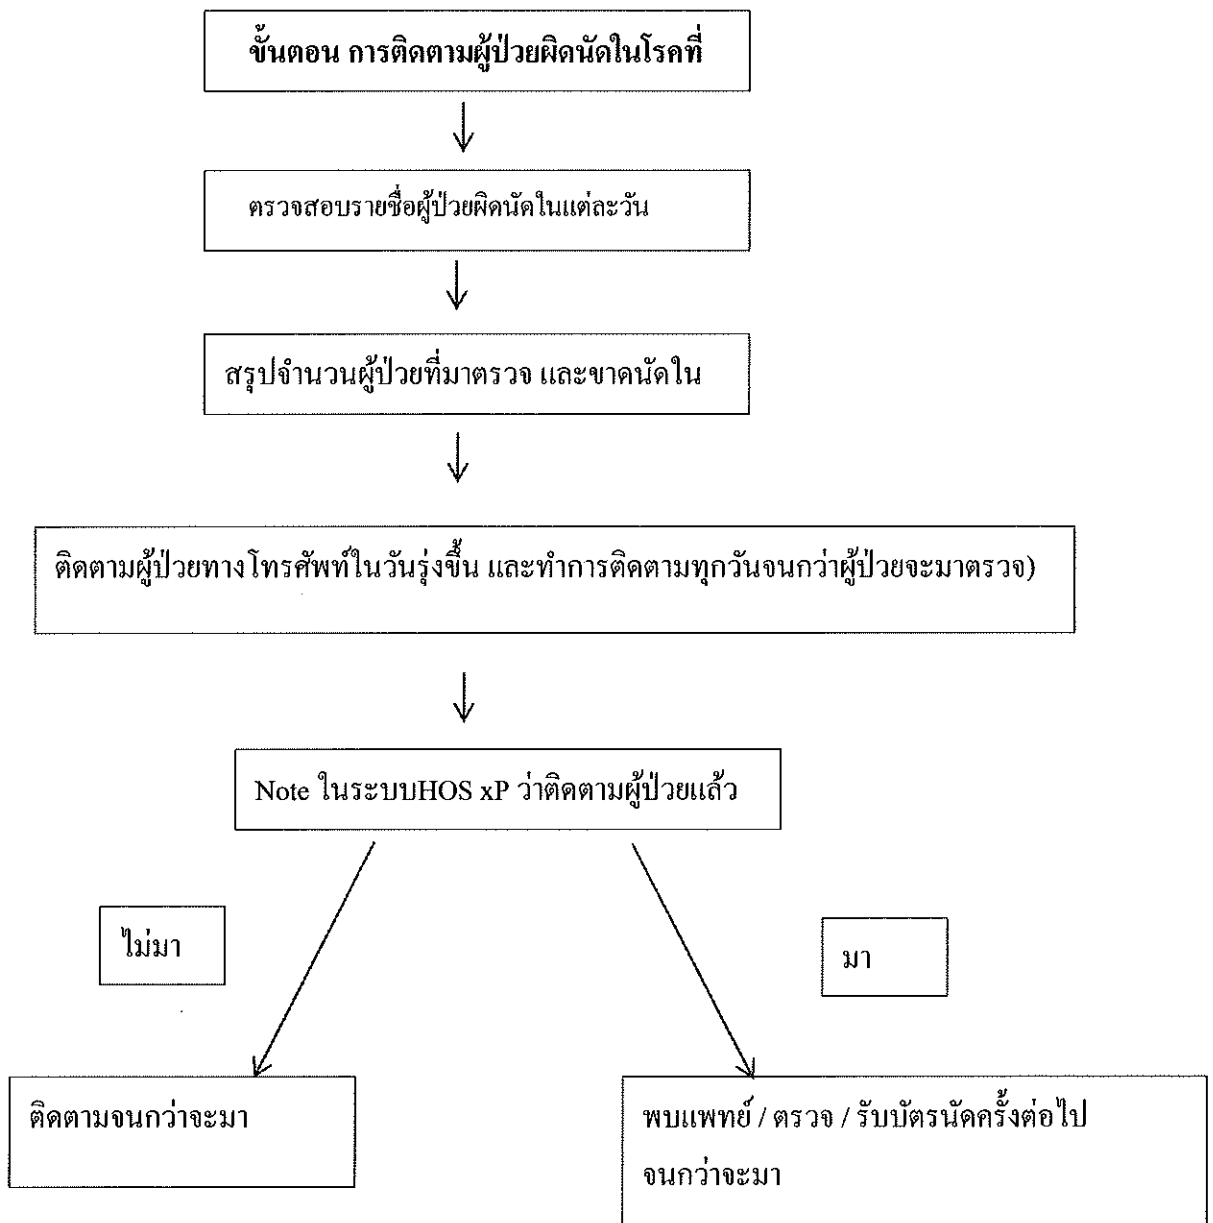 ขั้นตอน การติดตามผู้ป่วยผิดนัดในโรคที่
ตรวจสอบรายชื่อผู้ป่วยผิดนัดในแต่ละวัน
สรุปจำนวนผู้ป่วยที่มาตรวจ และขาดนัดใน
ติดตามผู้ป่วยทางโทรศัพท์ในวันรุ่งขึ้น และทำการติดตามทุกวันจนกว่าผู้ป่วยจะมาตรวจ)
Note ในระบบHOS xP ว่าติดตามผู้ป่วยแล้ว
ไม่มา
มา
ติดตามจนกว่าจะมา
พบแพทย์ / ตรวจ / รับบัตรนัดครั้งต่อไป
จนกว่าจะมา